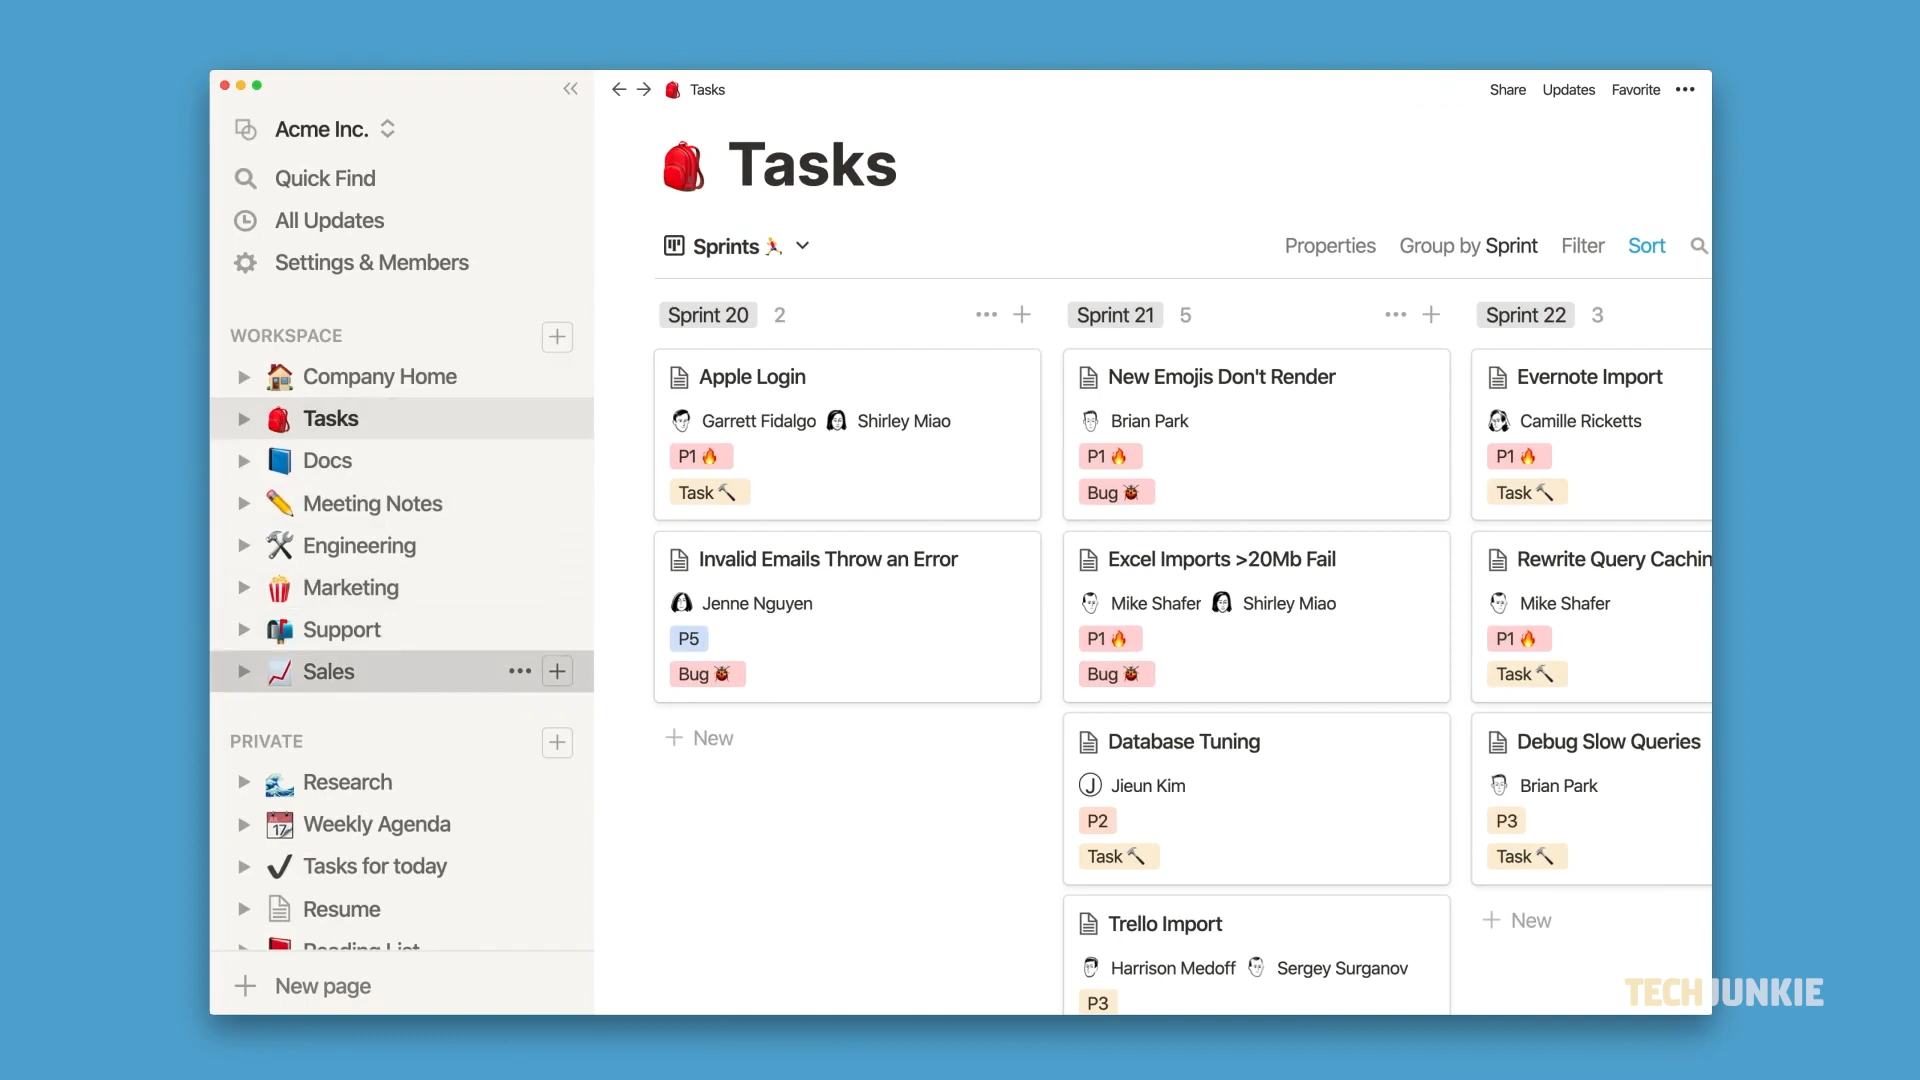 Acme Inc.
Quick Find
All Updates
Settings & Members
WORKSPACE
Company Home
Tasks
Docs
Meeting Notes
Engineering
Marketing
Support
Sales
PRIVATE
Research
17
Weekly Agenda
Tasks for today
Resume
Reading List
New page
Tasks
Share Updates Favorite
Tasks
Sprints
Properties Group by Sprint Filter Sort
Sprint 20 2
Apple Login
Garrett Fidalgo Shirley Miao
P1
Task
Invalid Emails Throw an Error
Jenne Nguyen
P5
Bug
New
Sprint 21 5
New Emojis Don't Render
Brian Park
P1
Bug
Excel Imports >20Mb Fail
Mike Shafer Shirley Miao
P1
Bug
Database Tuning
J Jieun Kim
P2
Task
Trello Import
Harrison Medoff Sergey Surganov
P3
Sprint 22 3
Evernote Import
Camille Ricketts
P1
Task
Rewrite Query Cachin
Mike Shafer
P1
Task
Debug Slow Queries
Brian Park
P3
Task
New
TECHJUNKIE